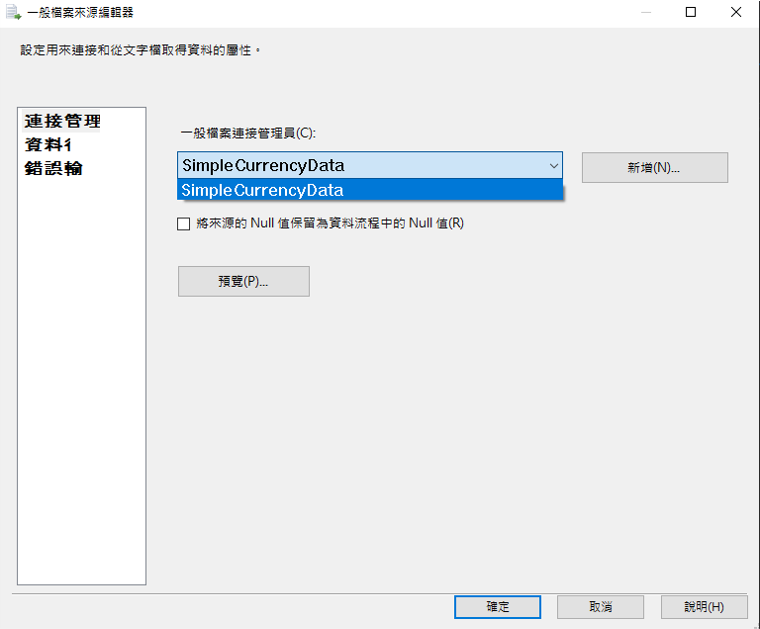 一般檔案來源編輯器
設定用來連接和從文字檔取得資料的屬性。
連接管理
資料行
錯誤輸
一般檔案連接管理員(C):
SimpleCurrencyData
新增(N)...
SimpleCurrencyData
將來源的 Null 值保留為資料流程中的 Null 值(R)
預覽(P)...
確定
取消
說明(H)